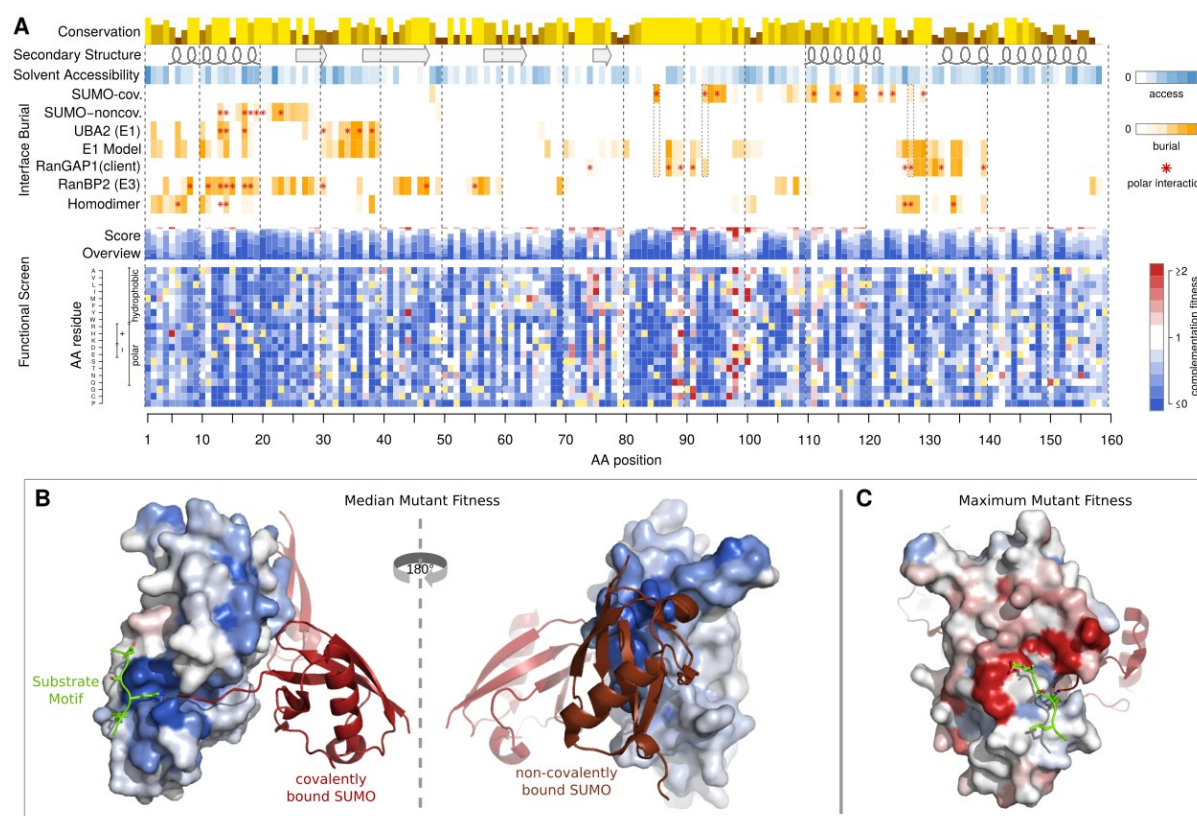 A
Conservation
Secondary Structure
Solvent Accessibility
SUMO-cov.
SUMO-noncov.
UBA2 (E1)
E1 Model
RanGAP1(client)
RanBP2 (E3)
Homodimer
Interface Burial
0
access
0
burial
polar interaction
Score
Overview
Functional Screen
AA residue
A
V
L
I
M
F
Y
W
R
H
K
D
E
S
T
N
Q
G
C
P
hydrophobic
+
−
polar
≥2
1
≤0
complementation fitness
1 10 20 30 40 50 60 70 80 90 100 110 120 130 140 150 160
AA position
B
Median Mutant Fitness
180°
Substrate
Motif
covalently
bound SUMO
non-covalently
bound SUMO
C
Maximum Mutant Fitness